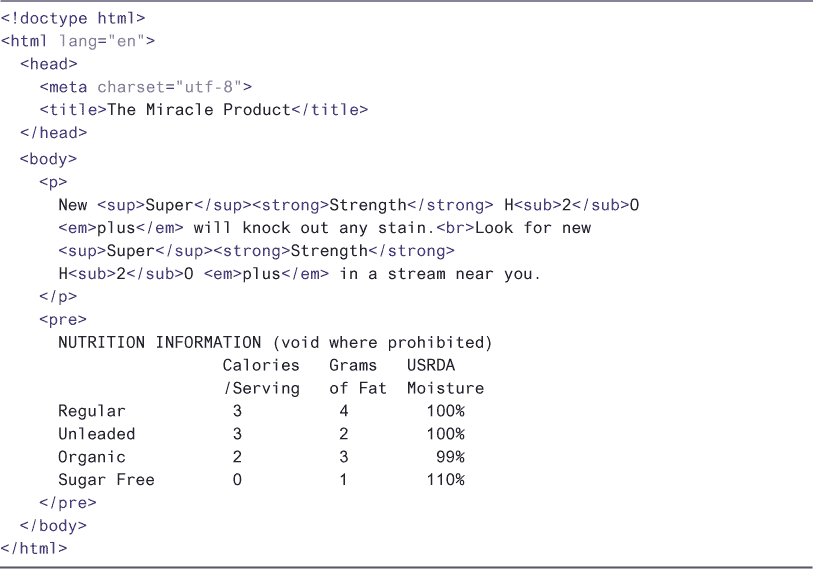 <!doctype html>
<html lang="en">
  <head>
    <meta charset="utf-8">
    <title>The Miracle Product</title>
  </head>
  <body>
    <p>
      New <sup>Super</sup><strong>Strength</strong> H<sub>2</sub>O
      <em>plus</em> will knock out any stain.<br>Look for new
      <sup>Super</sup><strong>Strength</strong>
      H<sub>2</sub>O <em>plus</em> in a stream near you.
    </p>
    <pre>
      NUTRITION INFORMATION (void where prohibited)
                       Calories   Grams   USRDA
                       /Serving   of Fat  Moisture
      Regular           3          4        100%
      Unleaded          3          2        100%
      Organic           2          3         99%
      Sugar Free        0          1        110%
    </pre>
  </body>
</html>